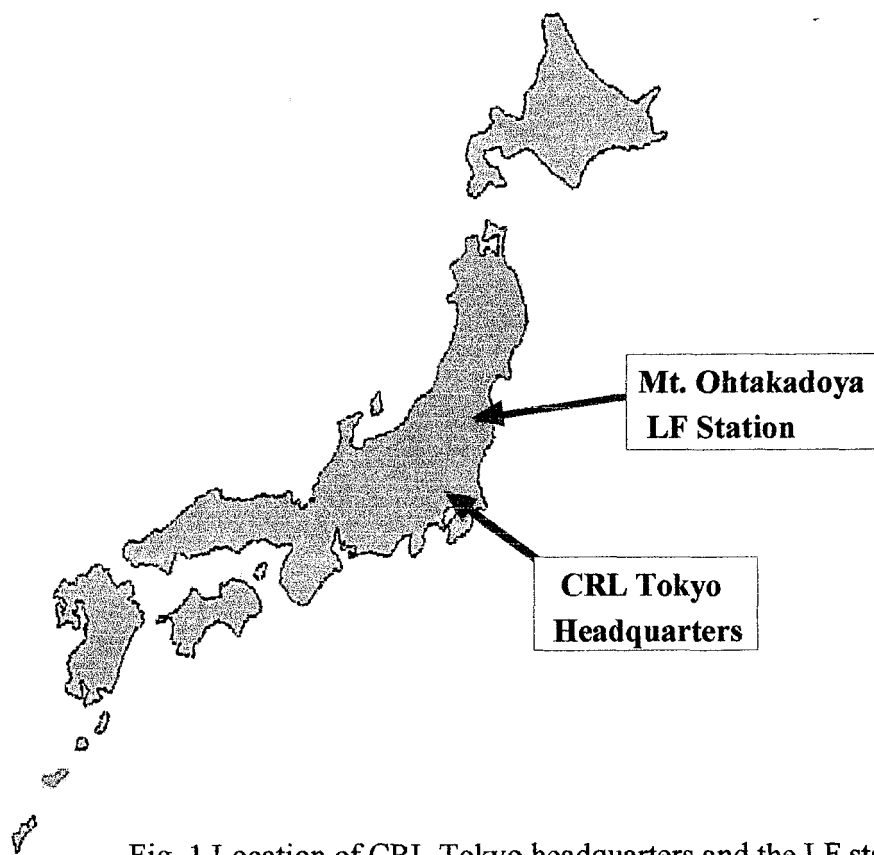 Mt. Ohtakadoya
LF Station
CRL Tokyo
Headquarters
Fig. 1 Location of CRL Tokyo headquarters and the LF sta